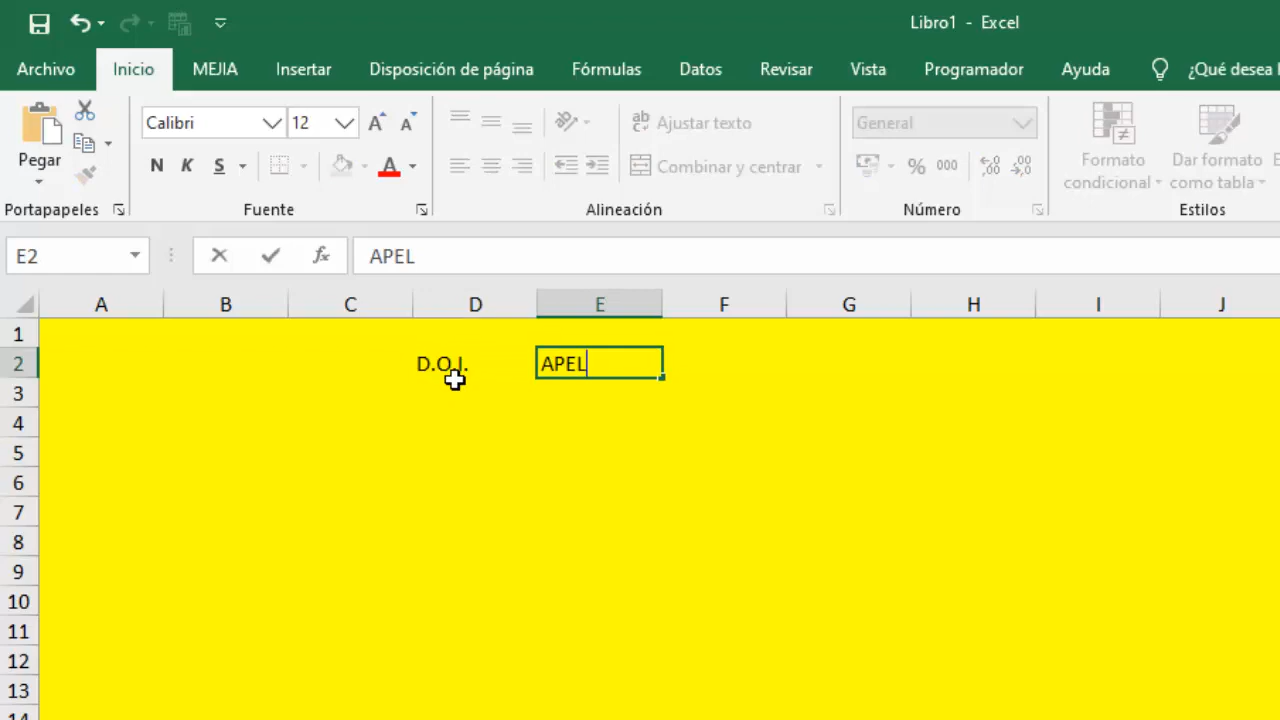 Libro1 - Excel
Archivo Inicio MEJIA Insertar Disposición de página Fórmulas Datos Revisar Vista Programador Ayuda ¿Qué desea
Calibri 12 Ajustar texto General
Pegar N K S A Combinar y centrar % 000 Formato condicional Dar formato como tabla
Portapapeles Fuente Alineación Número Estilos
E2 fx APEL
A B C D E F G H I J
1
2 D.O.I. APEL
3
4
5
6
7
8
9
10
11
12
13
14